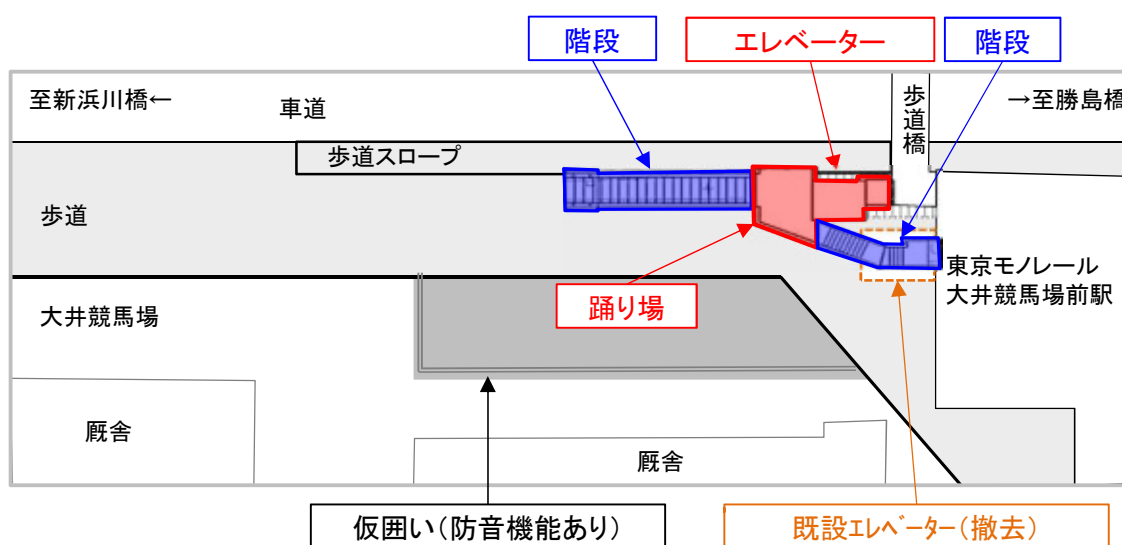 階段
エレベーター
階段
至新浜川橋←
車道
歩道橋
→至勝島橋
歩道スロープ
歩道
東京モノレール
大井競馬場前駅
踊り場
大井競馬場
厩舎
厩舎
仮囲い(防音機能あり)
既設エレベーター(撤去)